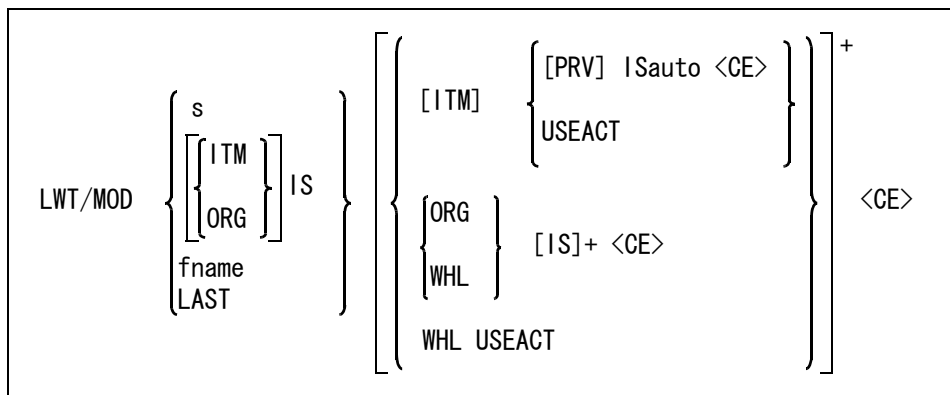 +
[PRV] ISauto <CE>
s
[ITM]
USEACT
ITM
LWT/MOD
IS
<CE>
ORG
ORG
[IS]+ <CE>
fname
WHL
LAST
WHL USEACT